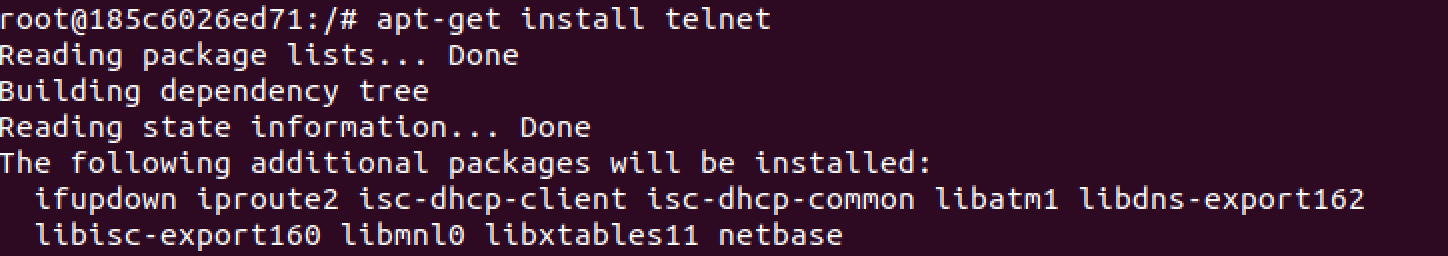 root@185c6026ed71:/# apt-get install telnet
Reading package lists... Done
Building dependency tree
Reading state information... Done
The following additional packages will be installed:
  ifupdown iproute2 isc-dhcp-client isc-dhcp-common libatm1 libdns-export162
  libisc-export160 libmnl0 libxtables11 netbase